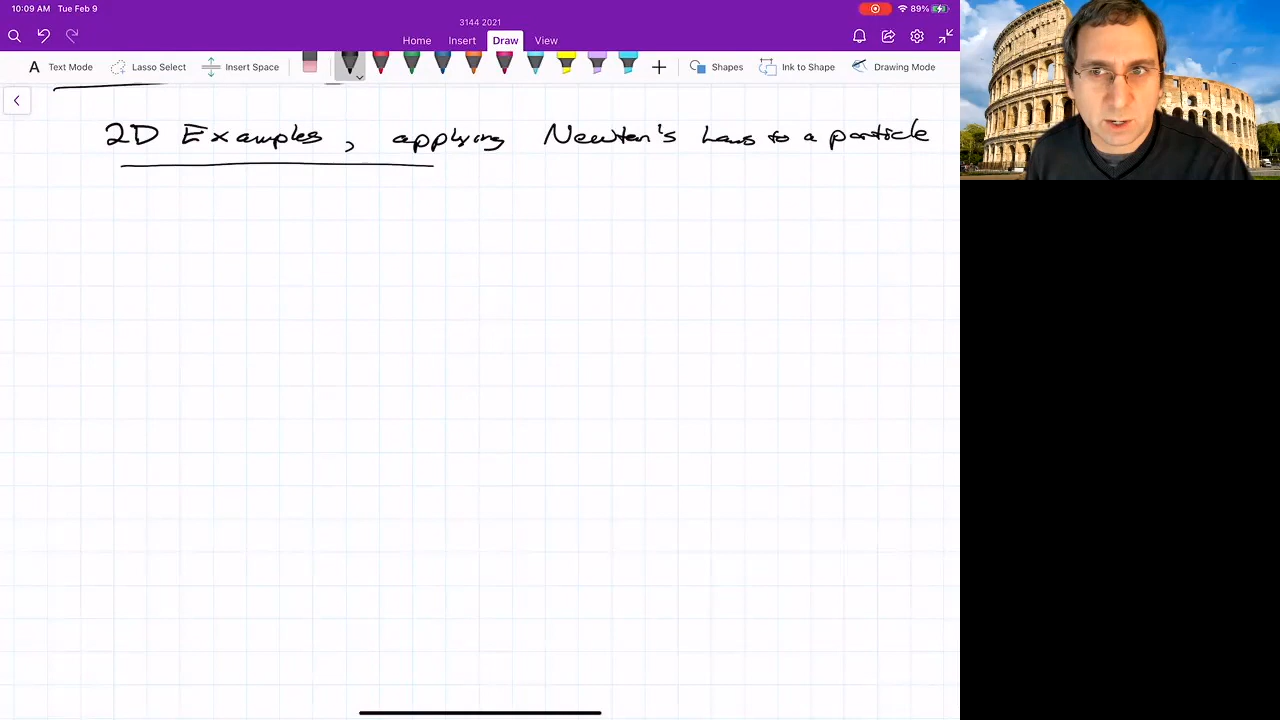 10:09 AM Tue Feb 9
89%
3144 2021
Home Insert Draw View
Text Mode Lasso Select Insert Space Shapes Ink to Shape Drawing Mode
2D Examples, applying Newton's Laws to a particle